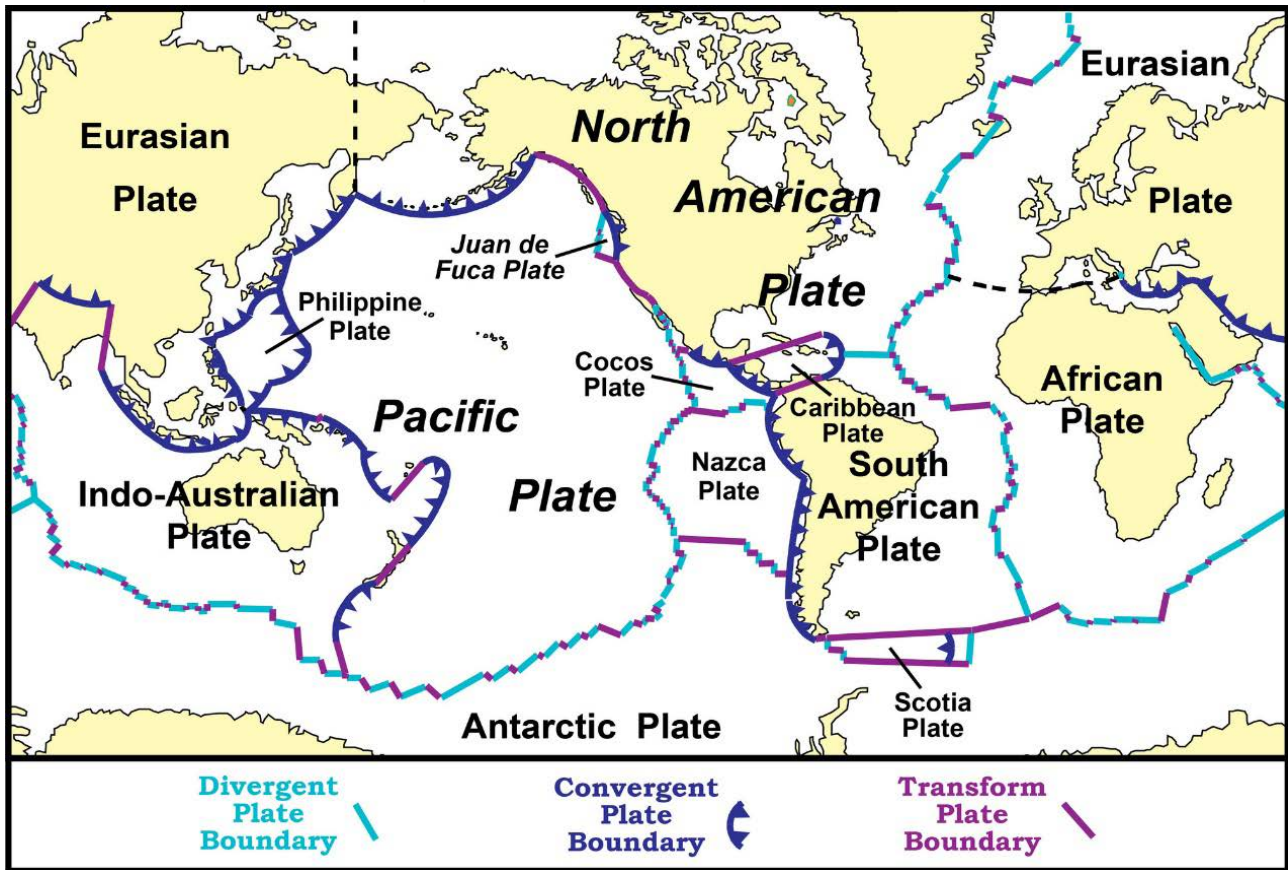 Eurasian
North
Eurasian
Plate
American
Plate
Juan de
Fuca Plate
Philippine
Plate
Plate
Cocos
Plate
African
Plate
Caribbean
Plate
Pacific
Nazca
Plate
South
American
Plate
Indo-Australian
Plate
Plate
Scotia
Plate
Antarctic Plate
Divergent
Plate
Boundary
Convergent
Plate
Boundary
Transform
Plate
Boundary